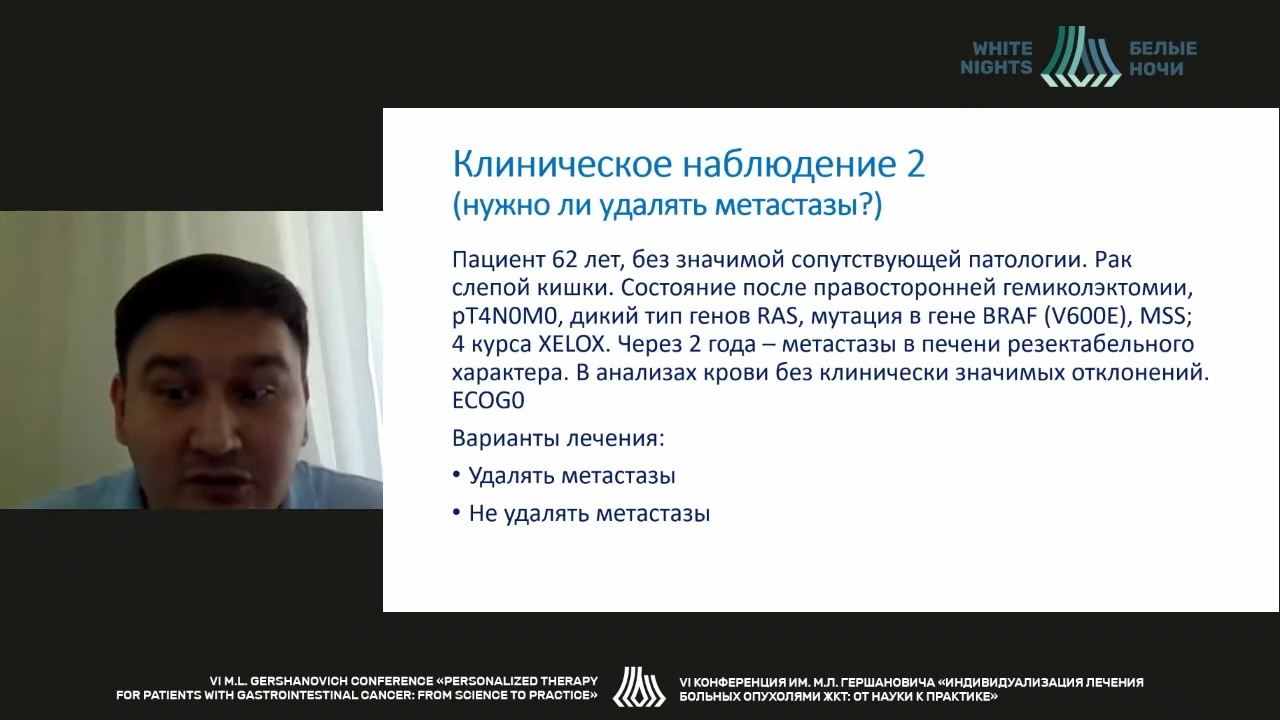 WHITE
NIGHTS
БЕЛЫЕ
НОЧИ
Клиническое наблюдение 2
(нужно ли удалять метастазы?)
Пациент 62 лет, без значимой сопутствующей патологии. Рак
слепой кишки. Состояние после правосторонней гемиколэктомии,
pT4N0M0, дикий тип генов RAS, мутация в гене BRAF (V600E), MSS;
4 курса XELOX. Через 2 года – метастазы в печени резектабельного
характера. В анализах крови без клинически значимых отклонений.
ECOG0
Варианты лечения:
• Удалять метастазы
• Не удалять метастазы
VI M.L. GERSHANOVICH CONFERENCE «PERSONALIZED THERAPY
FOR PATIENTS WITH GASTROINTESTINAL CANCER: FROM SCIENCE TO PRACTICE»
VI КОНФЕРЕНЦИЯ ИМ. М.Л. ГЕРШАНОВИЧА «ИНДИВИДУАЛИЗАЦИЯ ЛЕЧЕНИЯ
БОЛЬНЫХ ОПУХОЛЯМИ ЖКТ: ОТ НАУКИ К ПРАКТИКЕ»